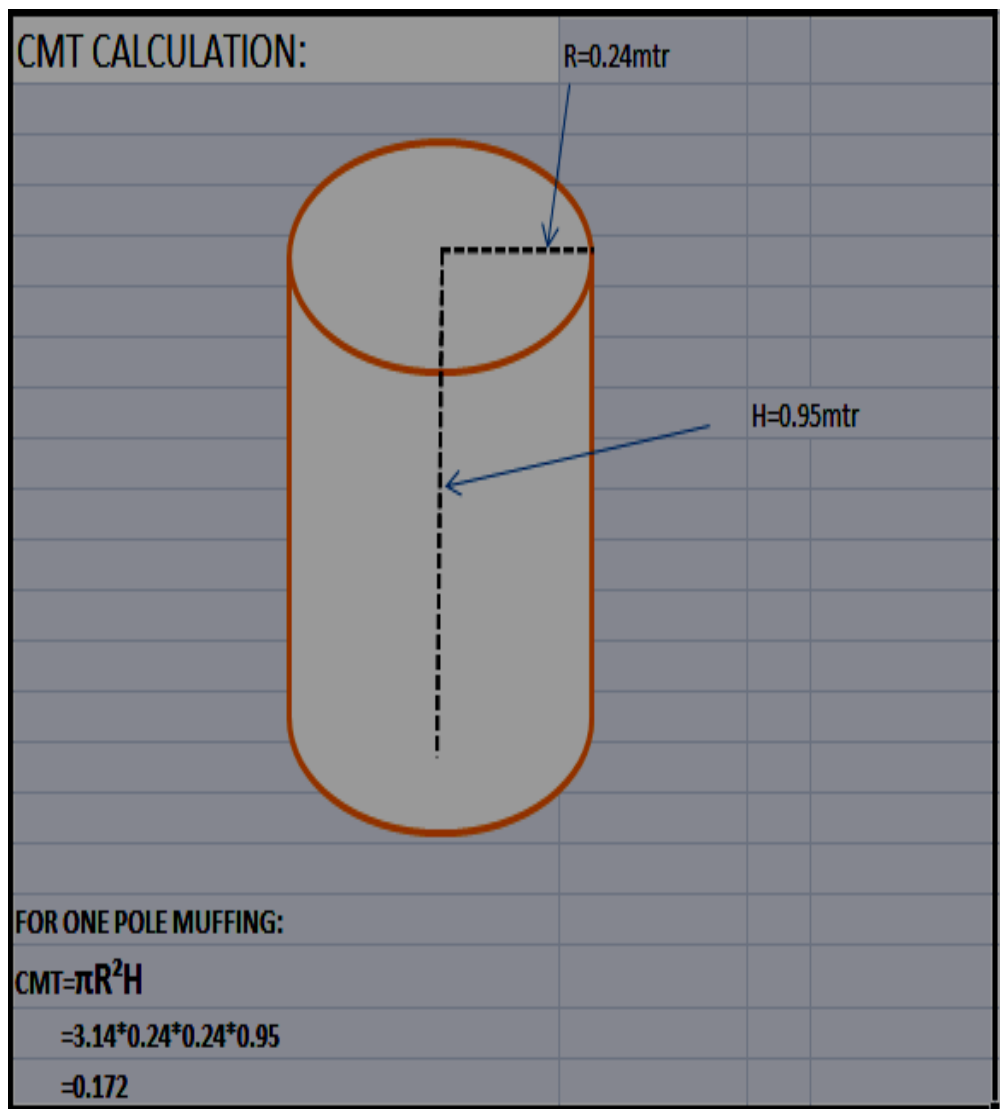 CMT CALCULATION:
R=0.24mtr
H=0.95mtr
FOR ONE POLE MUFFING:
CMT=πR²H
=3.14*0.24*0.24*0.95
=0.172